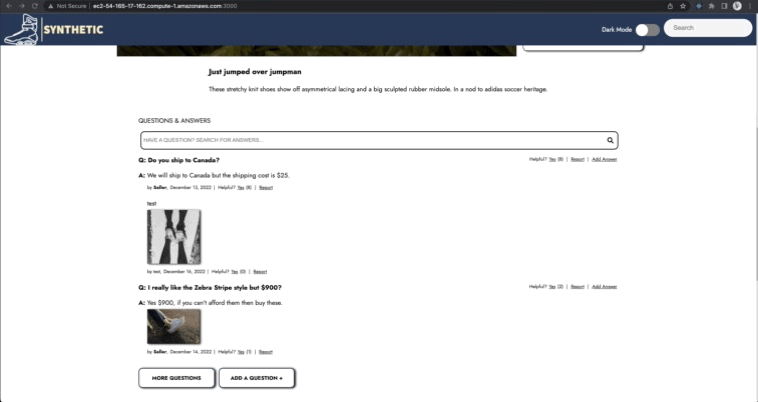 Not Secure | ec2-54-165-17-162.compute-1.amazonaws.com:3000
SYNTHETIC
Dark Mode
Search
Just jumped over jumpman
These stretchy knit shoes show off asymmetrical lacing and a big sculpted rubber midsole. In a nod to adidas soccer heritage.
QUESTIONS & ANSWERS
HAVE A QUESTION? SEARCH FOR ANSWERS...
Q: Do you ship to Canada?
Helpful? Yes (8) | Report | Add Answer
A: We will ship to Canada but the shipping cost is $25.
by Seller, December 13, 2022 | Helpful? Yes (8) | Report
test
by test, December 16, 2022 | Helpful? Yes (0) | Report
Q: I really like the Zebra Stripe style but $900?
Helpful? Yes (2) | Report | Add Answer
A: Yes $900, if you can't afford them then buy these.
by Seller, December 14, 2022 | Helpful? Yes (1) | Report
MORE QUESTIONS
ADD A QUESTION +